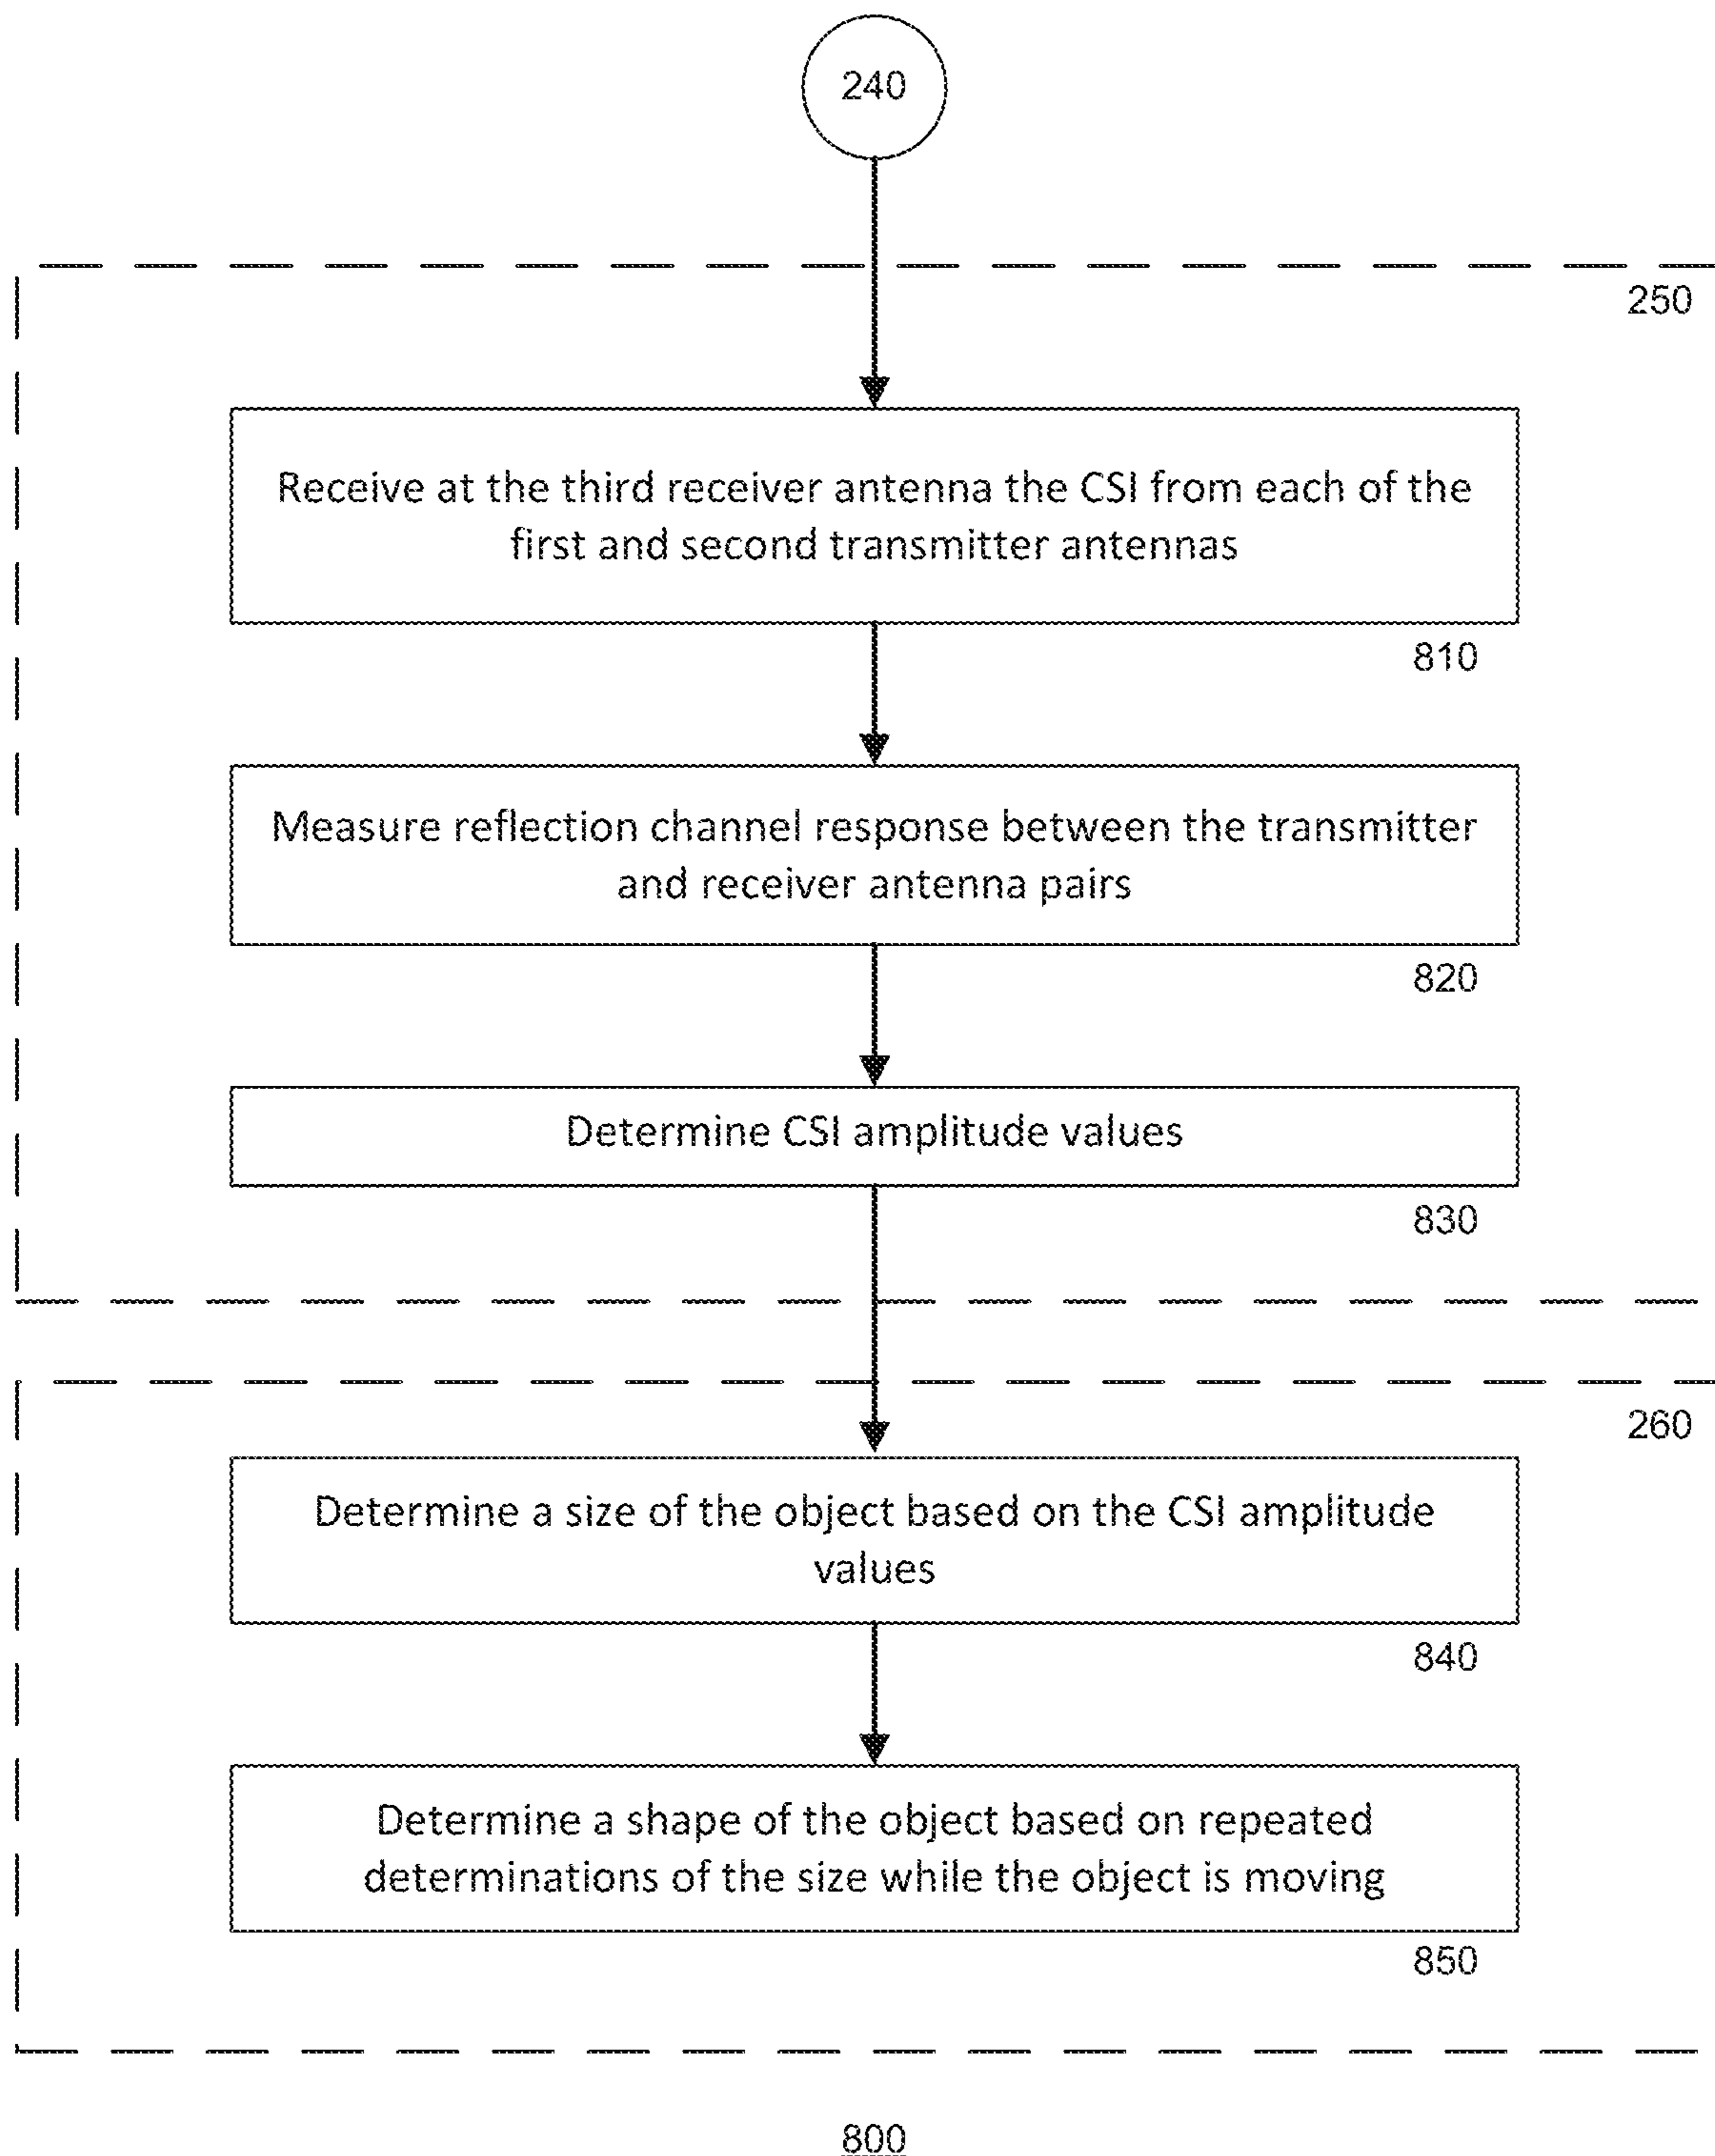 240
250
Receive at the third receiver antenna the CSI from each of the
first and second transmitter antennas
810
Measure reflection channel response between the transmitter
and receiver antenna pairs
820
Determine CSI amplitude values
830
260
Determine a size of the object based on the CSI amplitude
values
840
Determine a shape of the object based on repeated
determinations of the size while the object is moving
850
800